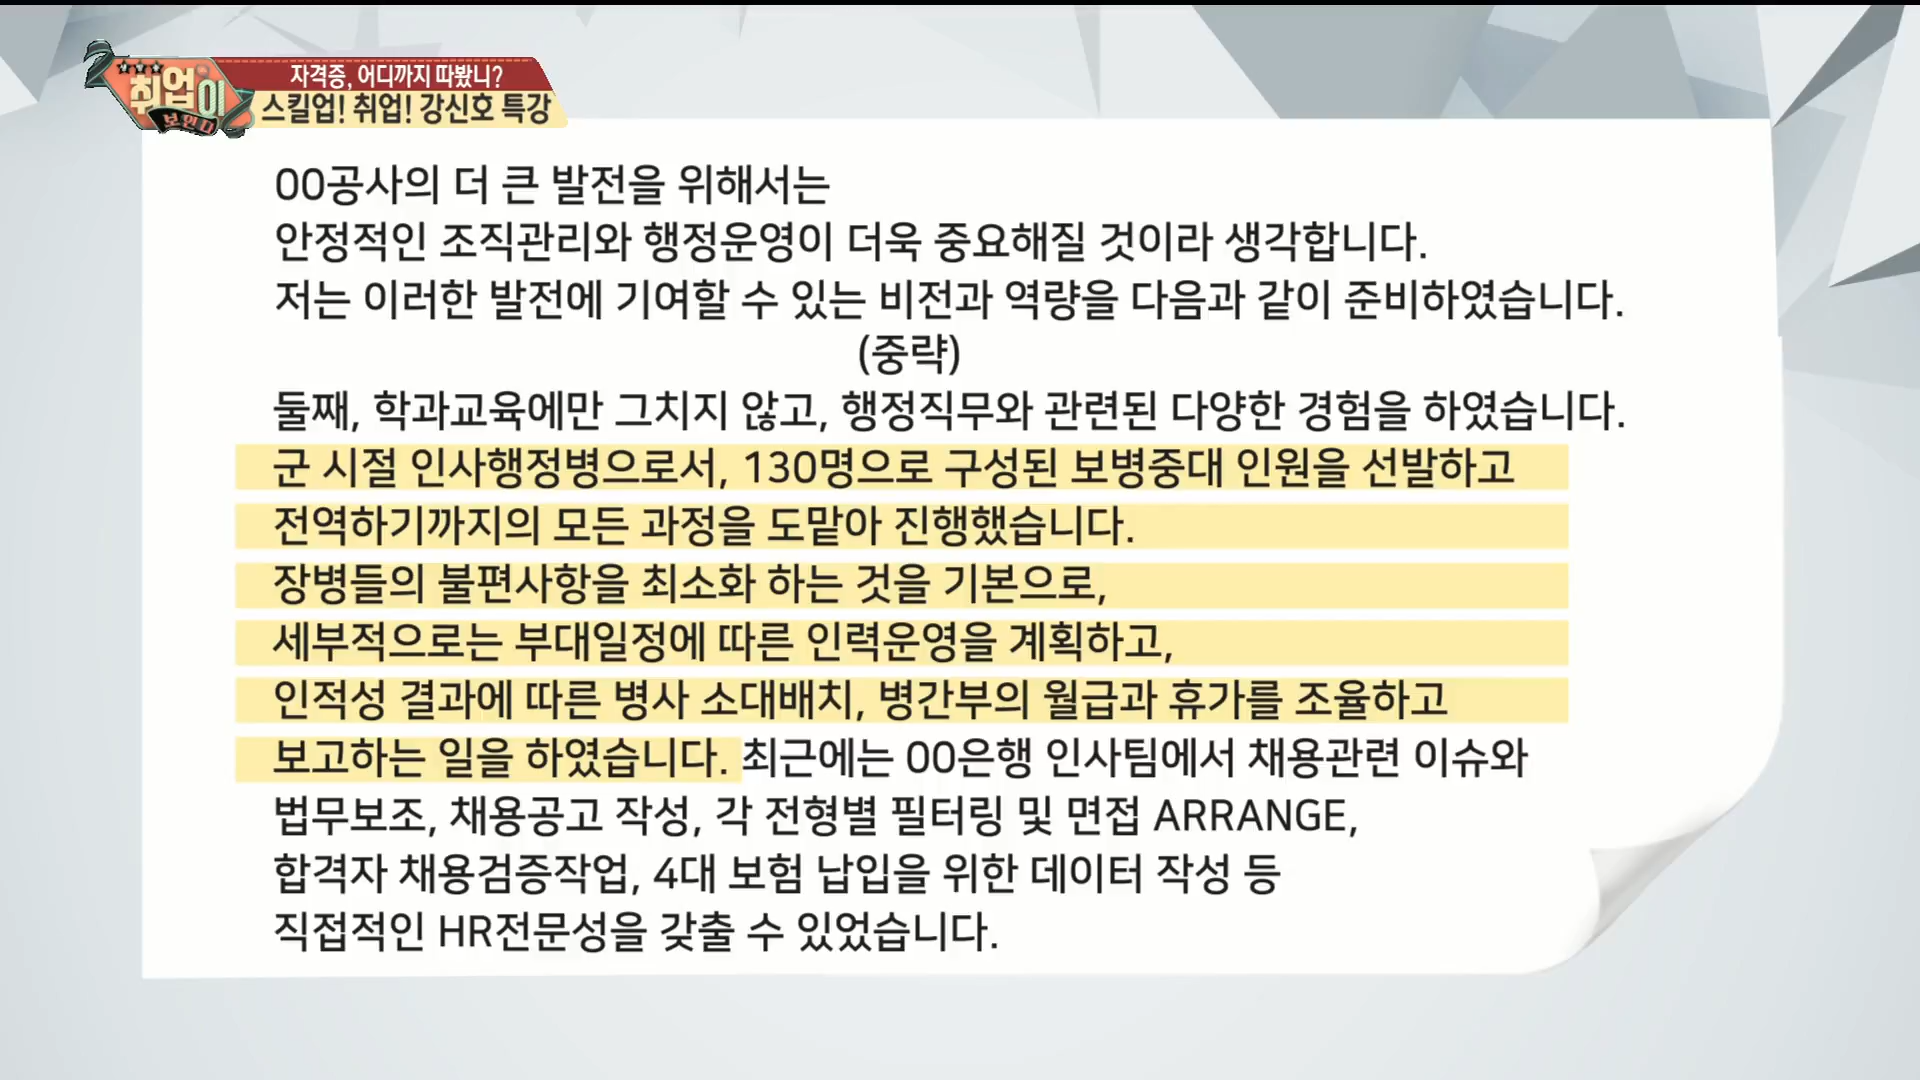 취업이
보인다
자격증, 어디까지 따봤니?
스킬업! 취업! 강신호 특강
00공사의 더 큰 발전을 위해서는
안정적인 조직관리와 행정운영이 더욱 중요해질 것이라 생각합니다.
저는 이러한 발전에 기여할 수 있는 비전과 역량을 다음과 같이 준비하였습니다.
(중략)
둘째, 학과교육에만 그치지 않고, 행정직무와 관련된 다양한 경험을 하였습니다.
군 시절 인사행정병으로서, 130명으로 구성된 보병중대 인원을 선발하고
전역하기까지의 모든 과정을 도맡아 진행했습니다.
장병들의 불편사항을 최소화 하는 것을 기본으로,
세부적으로는 부대일정에 따른 인력운영을 계획하고,
인적성 결과에 따른 병사 소대배치, 병간부의 월급과 휴가를 조율하고
보고하는 일을 하였습니다. 최근에는 00은행 인사팀에서 채용관련 이슈와
법무보조, 채용공고 작성, 각 전형별 필터링 및 면접 ARRANGE,
합격자 채용검증작업, 4대 보험 납입을 위한 데이터 작성 등
직접적인 HR전문성을 갖출 수 있었습니다.